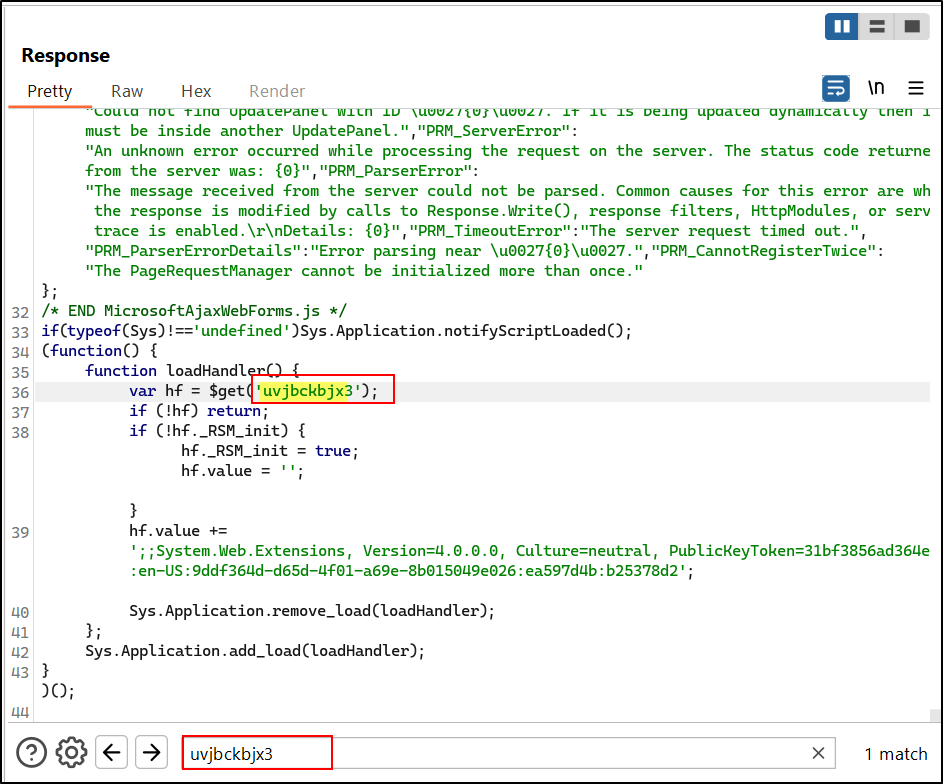 Response
Pretty Raw Hex Render
\n
"Could not find UpdatePanel with ID \u0027{0}\u0027. If it is being updated dynamically then i
must be inside another UpdatePanel.","PRM_ServerError":
"An unknown error occurred while processing the request on the server. The status code returne
from the server was: {0}","PRM_ParserError":
"The message received from the server could not be parsed. Common causes for this error are wh
the response is modified by calls to Response.Write(), response filters, HttpModules, or serv
trace is enabled.\r\nDetails: {0}","PRM_TimeoutError":"The server request timed out.",
"PRM_ParserErrorDetails":"Error parsing near \u0027{0}\u0027.","PRM_CannotRegisterTwice":
"The PageRequestManager cannot be initialized more than once."
};
32 /* END MicrosoftAjaxWebForms.js */
33 if(typeof(Sys)!=='undefined')Sys.Application.notifyScriptLoaded();
34 (function() {
35 function loadHandler() {
36 var hf = $get('uvjbckbjx3');
37 if (!hf) return;
38 if (!hf._RSM_init) {
hf._RSM_init = true;
hf.value = '';
}
39 hf.value +=
';;System.Web.Extensions, Version=4.0.0.0, Culture=neutral, PublicKeyToken=31bf3856ad364e
:en-US:9ddf364d-d65d-4f01-a69e-8b015049e026:ea597d4b:b25378d2';
40 Sys.Application.remove_load(loadHandler);
41 };
42 Sys.Application.add_load(loadHandler);
43 }
)();
44
uvjbckbjx3 1 match